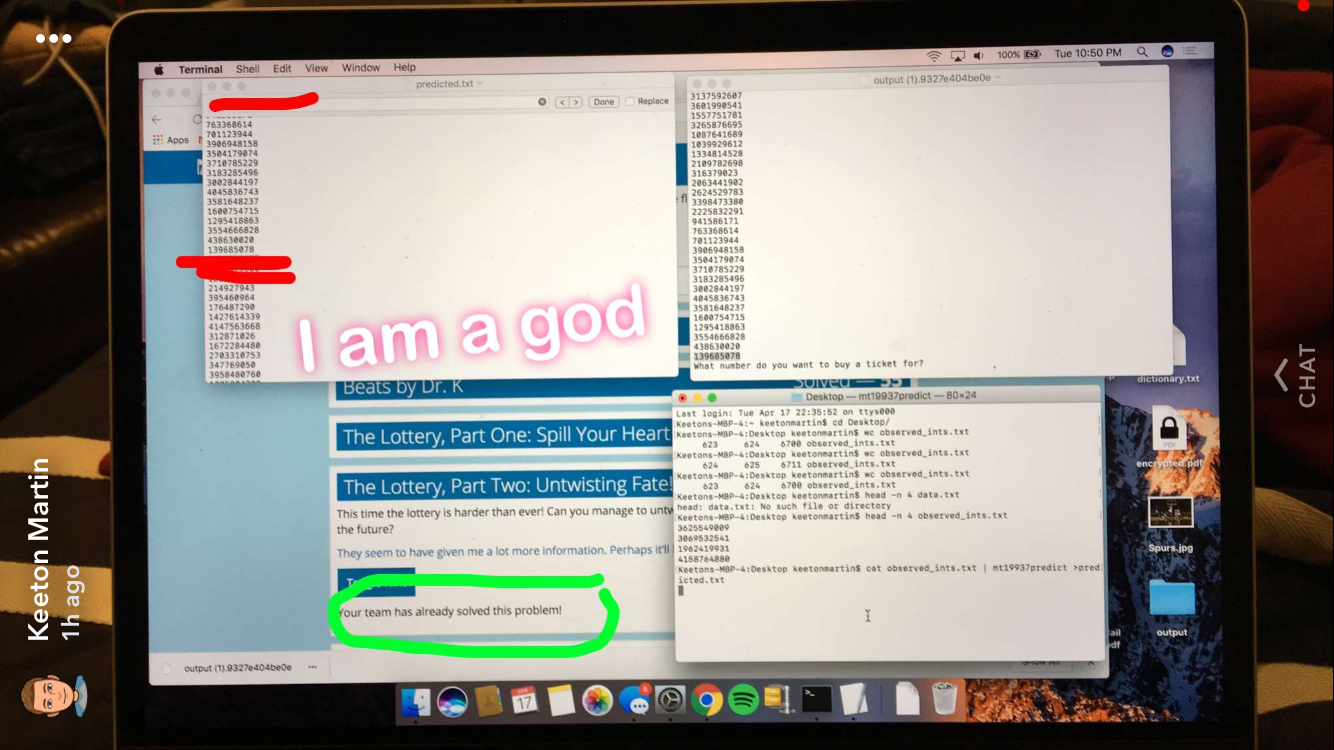 Terminal Shell Edit View Window Help
100% Tue 10:50 PM
predicted.txt
Done Replace
763368614
701123944
3906948158
3504179074
3710785229
3183285496
3002844197
4045836743
3581648237
1600754715
1295418863
3554666828
438630020
139685078
214927943
395460964
176487290
1427614339
4147563668
312871026
1672284480
2703310753
347769050
3958480760
output (1).9327e404be0e
3137592607
3601990541
1557751781
3265876695
1087641689
1039929612
1334814528
2109782698
316379023
2063441902
2624529783
3398473380
2225832291
941586171
763368614
701123944
3906948158
3504179074
3710785229
3183285496
3002844197
4045836743
3581648237
1600754715
1295418863
3554666828
438630020
139685078
What number do you want to buy a ticket for?
Apps
I am a god
Beats by Dr. K
Solved — 55
The Lottery, Part One: Spill Your Heart
The Lottery, Part Two: Untwisting Fate!
This time the lottery is harder than ever! Can you manage to untw
the future?
They seem to have given me a lot more information. Perhaps it'll
Your team has already solved this problem!
output (1).9327e404be0e
Desktop — mt19937predict — 80×24
Last login: Tue Apr 17 22:35:52 on ttys000
Keetons-MBP-4:~ keetonmartin$ cd Desktop/
Keetons-MBP-4:Desktop keetonmartin$ wc observed_ints.txt
623 624 6700 observed_ints.txt
Keetons-MBP-4:Desktop keetonmartin$ wc observed_ints.txt
624 625 6711 observed_ints.txt
Keetons-MBP-4:Desktop keetonmartin$ wc observed_ints.txt
623 624 6700 observed_ints.txt
Keetons-MBP-4:Desktop keetonmartin$ head -n 4 data.txt
head: data.txt: No such file or directory
Keetons-MBP-4:Desktop keetonmartin$ head -n 4 observed_ints.txt
3625549009
3069532541
1962419931
4158764880
Keetons-MBP-4:Desktop keetonmartin$ cat observed_ints.txt | mt19937predict >pred
icted.txt
dictionary.txt
PDF
encrypted.pdf
Spurs.jpg
output
17
CHAT
Keeton Martin
1h ago